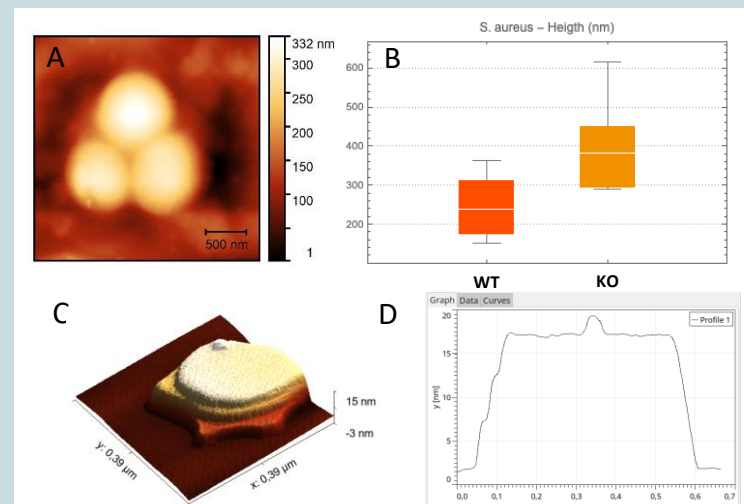 A
332 nm
250
200
150
100
1
500 nm
S. aureus – Heigth (nm)
B
600
500
400
300
200
WT
KO
C
15 nm
-3 nm
y: 0,39 µm
x: 0,39 µm
D
Graph Data Curves
Profile 1
y [nm]
20
15
10
5
0
0,0 0,1 0,2 0,3 0,4 0,5 0,6 0,7